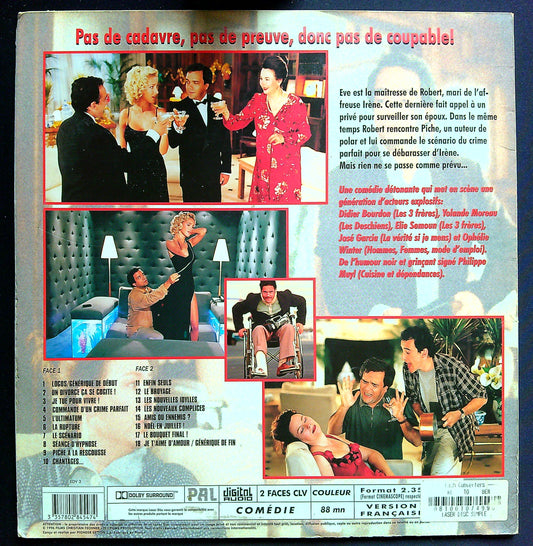 Pas de cadavre, pas de preuve, donc pas de coupable!
Eve est la maîtresse de Robert, mari de l'af-
freuse Irène. Cette dernière fait appel à un
privé pour surveiller son époux. Dans le même
temps Robert rencontre Piche, un auteur de
polar et lui commande le scénario du crime
parfait pour se débarasser d'Irène.
Mais rien ne se passe comme prévu...
Une comédie détonante qui met en scène une
génération d'acteurs explosifs:
Didier Bourdon (Les 3 frères), Yolande Moreau
(Les Deschiens), Elie Semoun (Les 3 frères),
José Garcia (La vérité si je mens) et Ophélie
Winter (Hommes, Femmes, mode d'emploi).
De l'humour noir et grinçant signé Philippe
Muyl (Cuisine et dépendances).
FACE 1
1 LOGOS/GÉNÉRIQUE DE DÉBUT
2 UN DIVORCE ÇA SE COGITE !
3 JE TUE POUR VIVRE !
4 COMMANDE D'UN CRIME PARFAIT
5 L'ULTIMATUM
6 LA RUPTURE
7 LE SCÉNARIO
8 SÉANCE D'HYPNOSE
9 PICHE À LA RESCOUSSE
10 CHANTAGES...
FACE 2
11 ENFIN SEULS
12 LE BROYAGE
13 LES NOUVELLES IDYLLES
14 LES NOUVEAUX COMPLICES
15 AMIS OU ENNEMIS ?
16 NOËL EN JUILLET !
17 LE BOUQUET FINAL !
18 JE T'AIME D'AMOUR / GÉNÉRIQUE DE FIN
EDV 3
DOLBY SURROUND
PAL
digital
2 FACES CLV
COULEUR
Format 2.35
(Format CINEMASCOPE respecté)
COMÉDIE
88 mn
VERSION
FRANÇAISE
3 357802 845474
LASER DISC SIMPLE